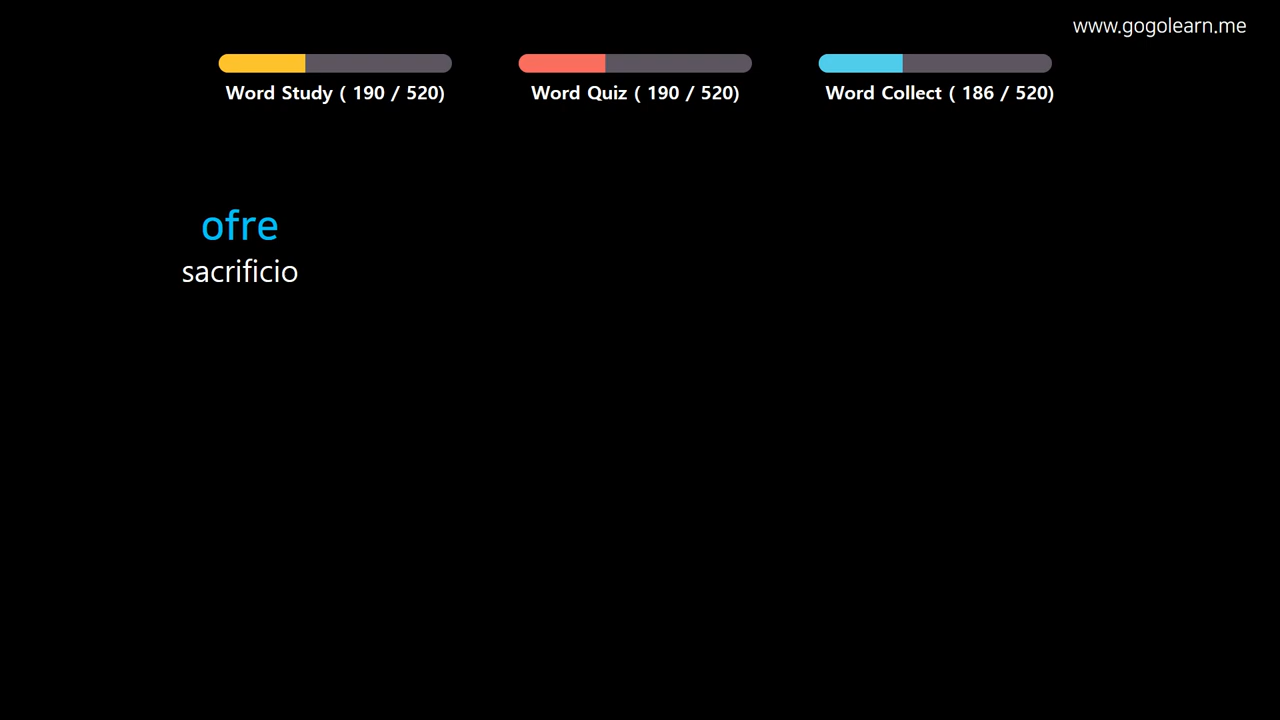 www.gogolearn.me
Word Study ( 190 / 520)
Word Quiz ( 190 / 520)
Word Collect ( 186 / 520)
ofre
sacrificio